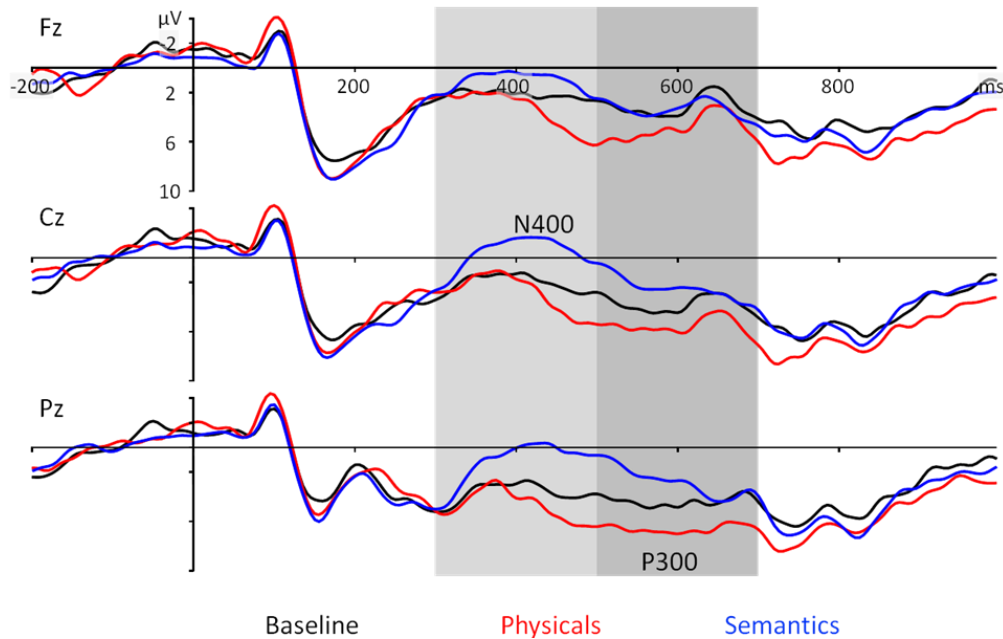 Fz
µV
-2
-200
200
400
600
800
ms
2
6
10
Cz
N400
Pz
P300
Baseline
Physicals
Semantics